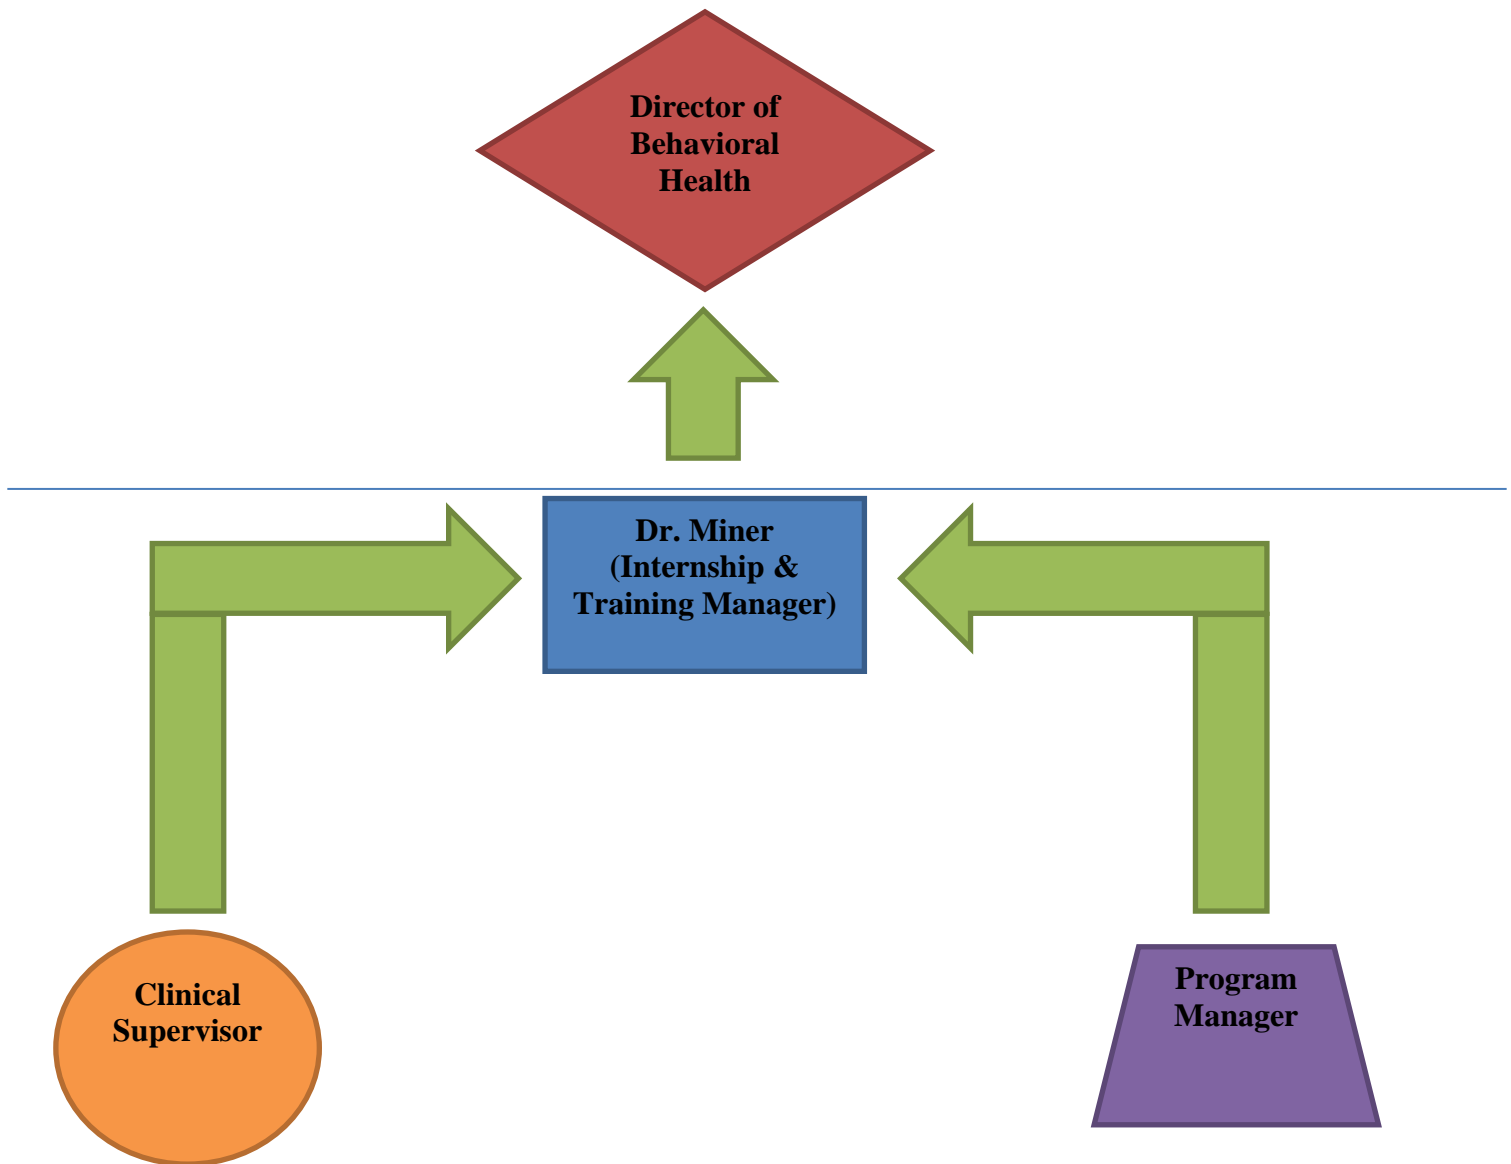 Director of
Behavioral
Health
Dr. Miner
(Internship &
Training Manager)
Clinical
Supervisor
Program
Manager